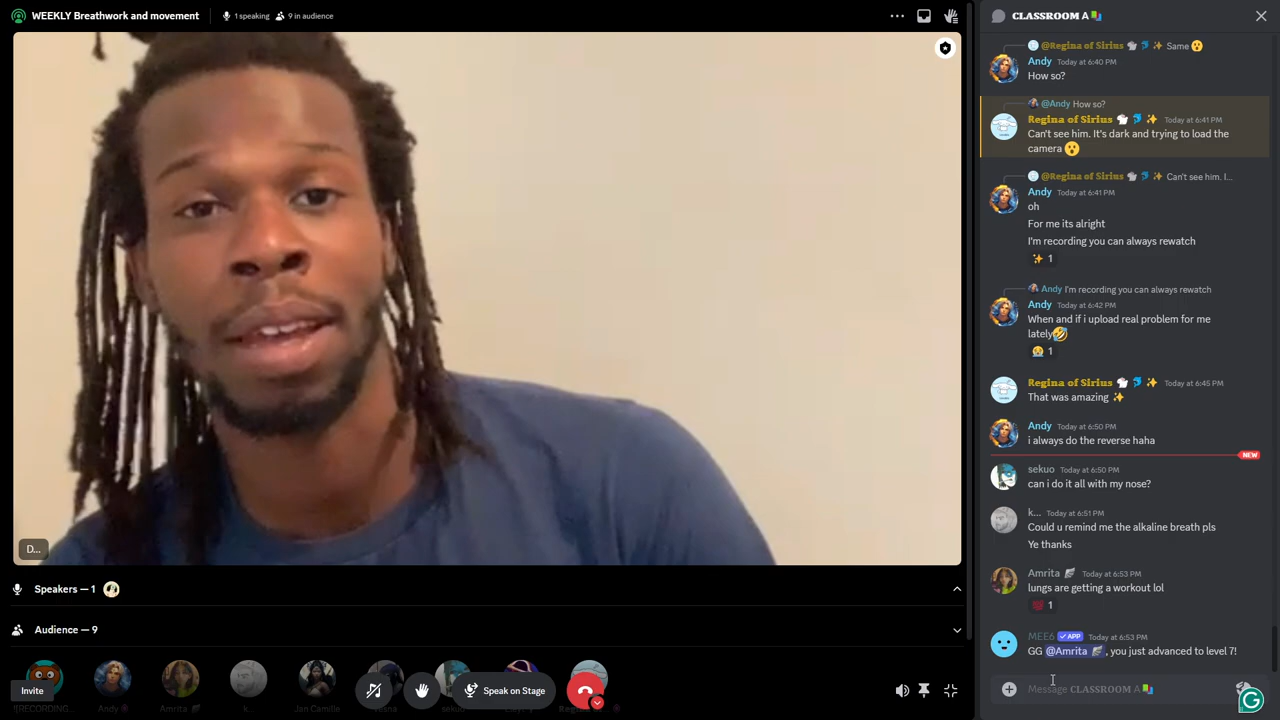 WEEKLY Breathwork and movement
1 speaking 9 in audience
D...
Speakers — 1
Audience — 9
Invite
Andy
Amrita
k...
Jen Camille
sekuo
Speak on Stage
CLASSROOM A
@Regina of Sirius Same
Andy Today at 6:40 PM
How so?
@Andy How so?
Regina of Sirius Today at 6:41 PM
Can't see him. It's dark and trying to load the
camera
@Regina of Sirius Can't see him. I...
Andy Today at 6:41 PM
oh
For me its alright
I'm recording you can always rewatch
1
Andy I'm recording you can always rewatch
Andy Today at 6:42 PM
When and if i upload real problem for me
lately
1
Regina of Sirius Today at 6:45 PM
That was amazing
Andy Today at 6:50 PM
i always do the reverse haha
NEW
sekuo Today at 6:50 PM
can i do it all with my nose?
k... Today at 6:51 PM
Could u remind me the alkaline breath pls
Ye thanks
Amrita Today at 6:53 PM
lungs are getting a workout lol
1
MEE6 APP Today at 6:53 PM
GG @Amrita , you just advanced to level 7!
Message CLASSROOM A